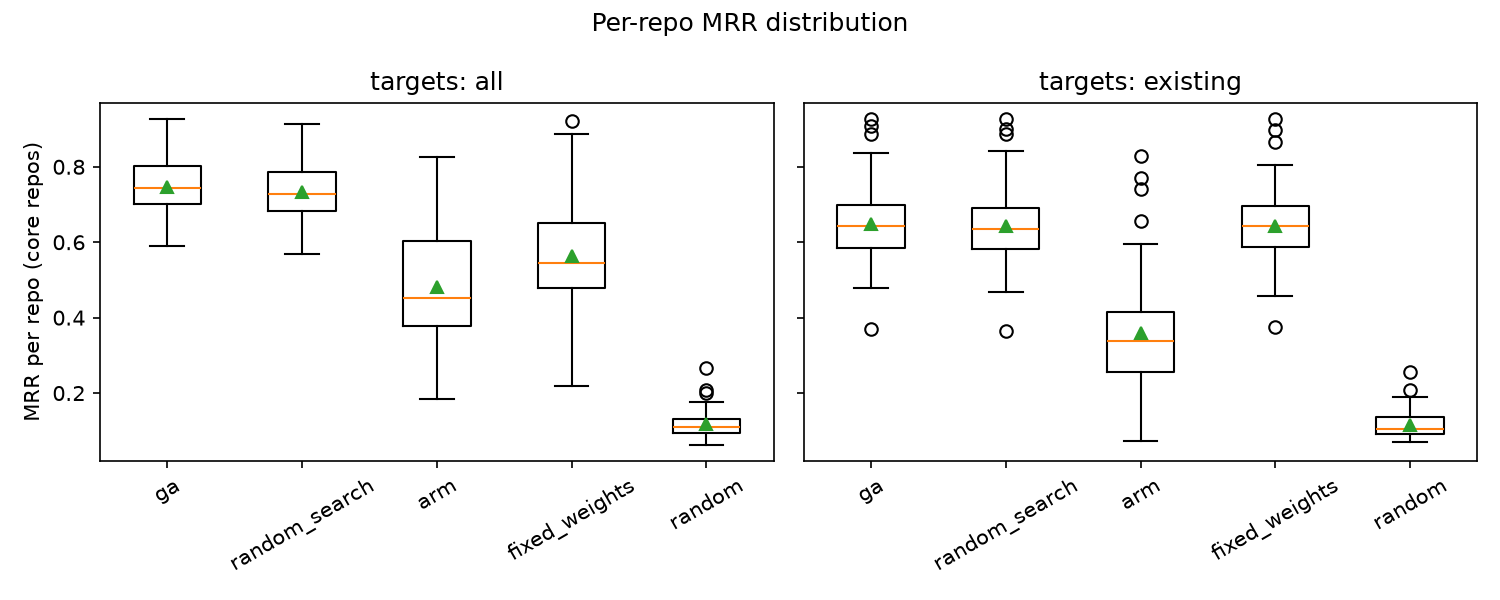 Per-repo MRR distribution
targets: all
targets: existing
MRR per repo (core repos)
0.8
0.6
0.4
0.2
ga
random_search
arm
fixed_weights
random
ga
random_search
arm
fixed_weights
random